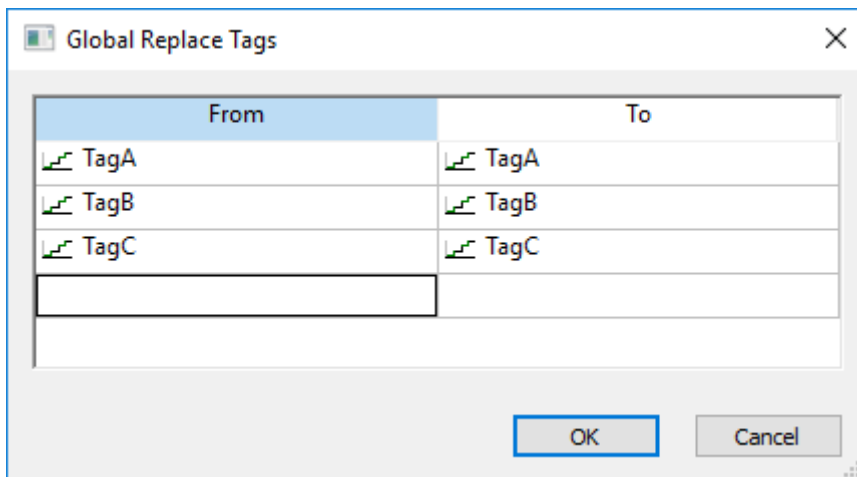 Global Replace Tags
From To
TagA TagA
TagB TagB
TagC TagC
OK Cancel